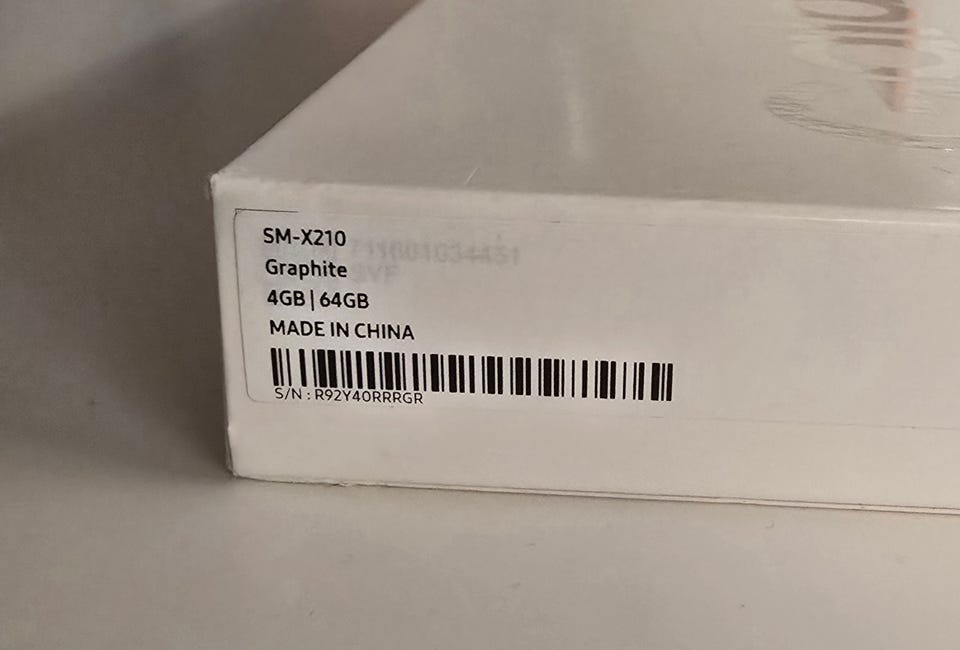 SM-X210
Graphite
4GB | 64GB
MADE IN CHINA
S/N : R92Y40RRRGR